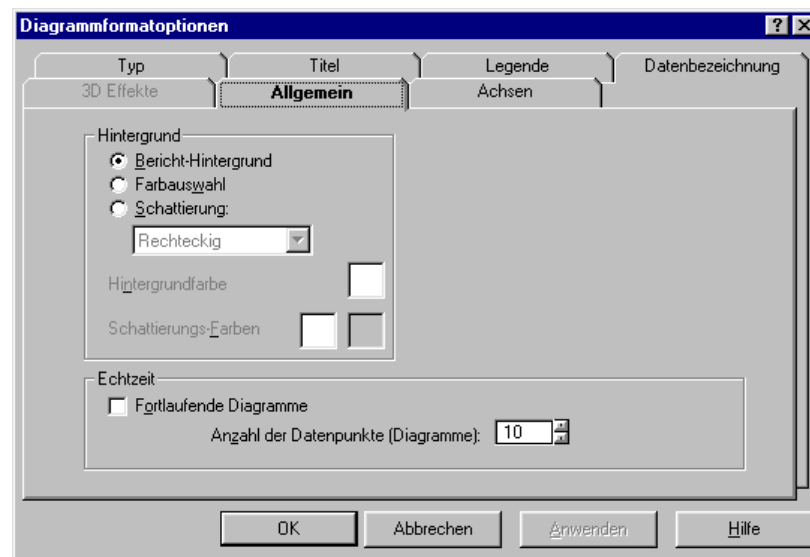 Diagrammformatoptionen
Typ Titel Legende Datenbezeichnung
3D Effekte Allgemein Achsen
Hintergrund
Bericht-Hintergrund
Farbauswahl
Schattierung:
Rechteckig
Hintergrundfarbe
Schattierungs-Farben
Echtzeit
Fortlaufende Diagramme
Anzahl der Datenpunkte (Diagramme): 10
OK Abbrechen Anwenden Hilfe